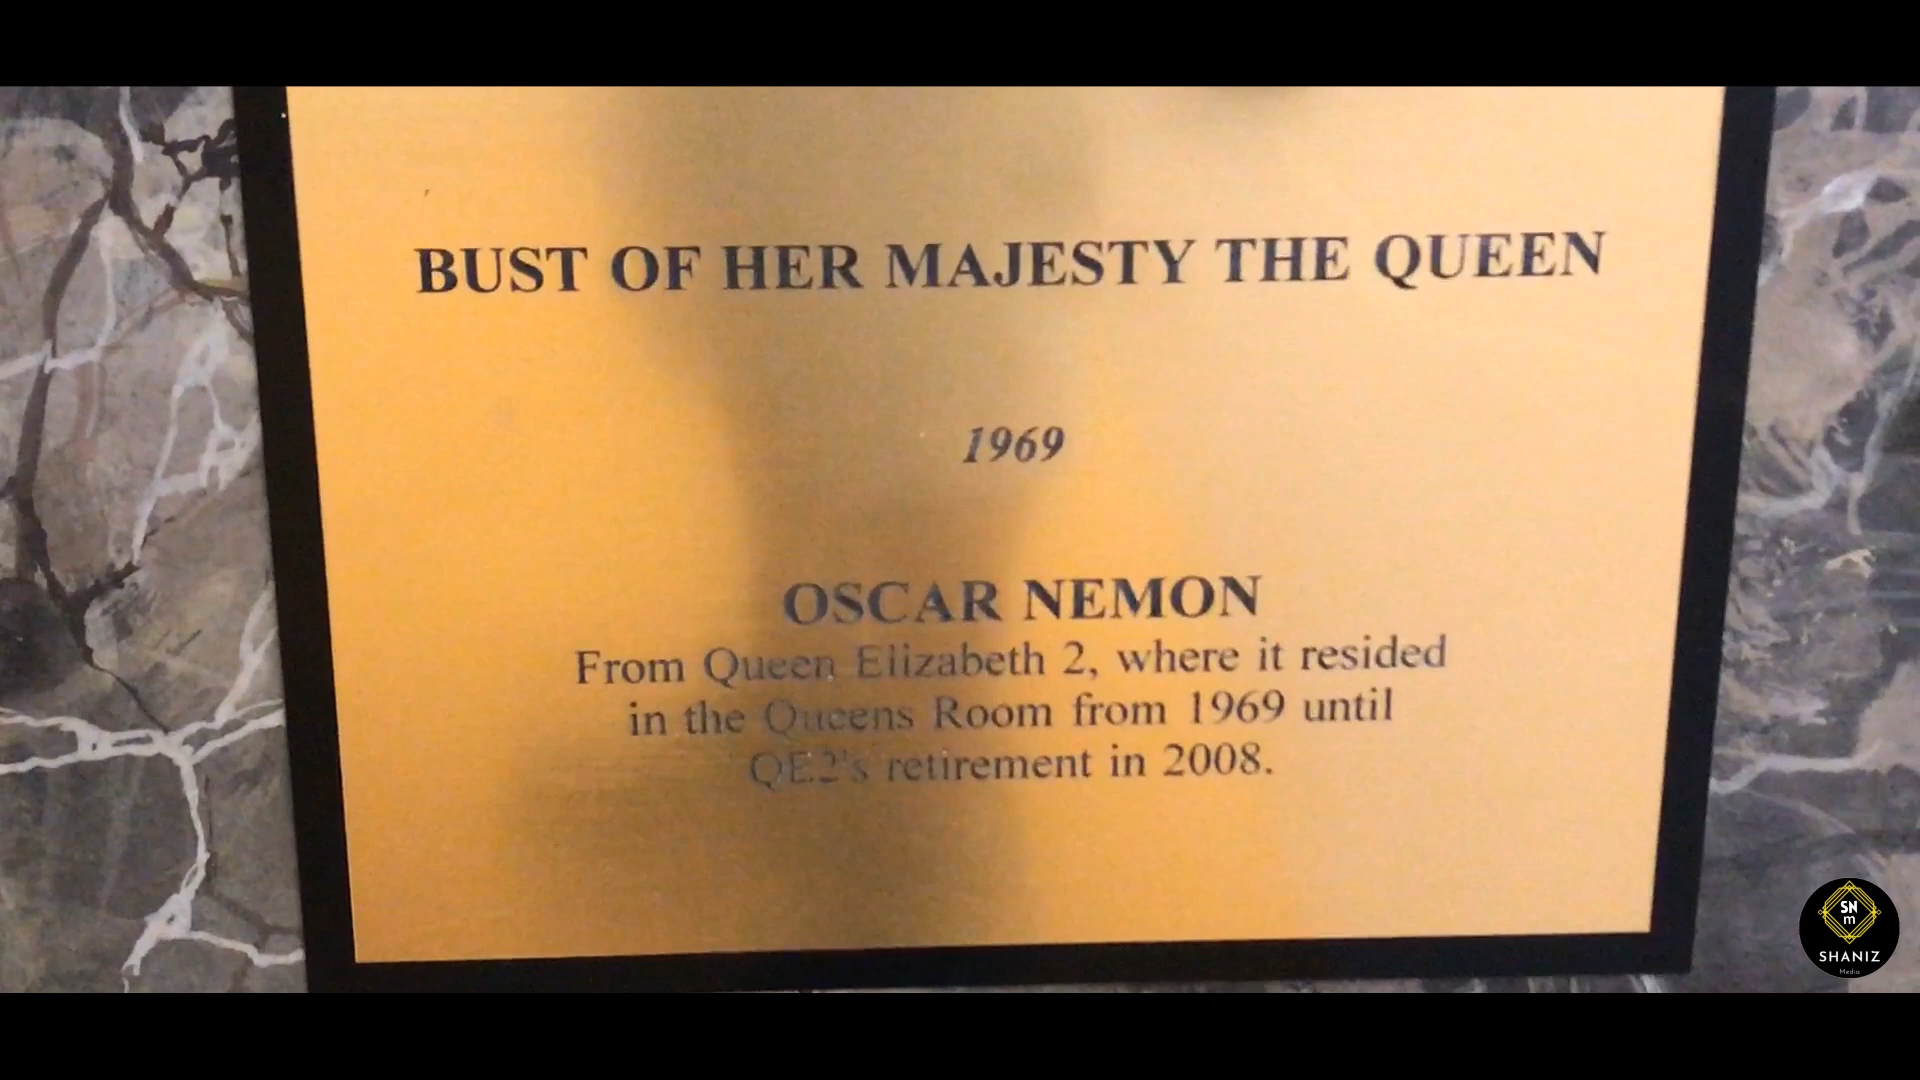 BUST OF HER MAJESTY THE QUEEN
1969
OSCAR NEMON
From Queen Elizabeth 2, where it resided
in the Queens Room from 1969 until
QE2's retirement in 2008.
SN
m
SHANIZ
Media